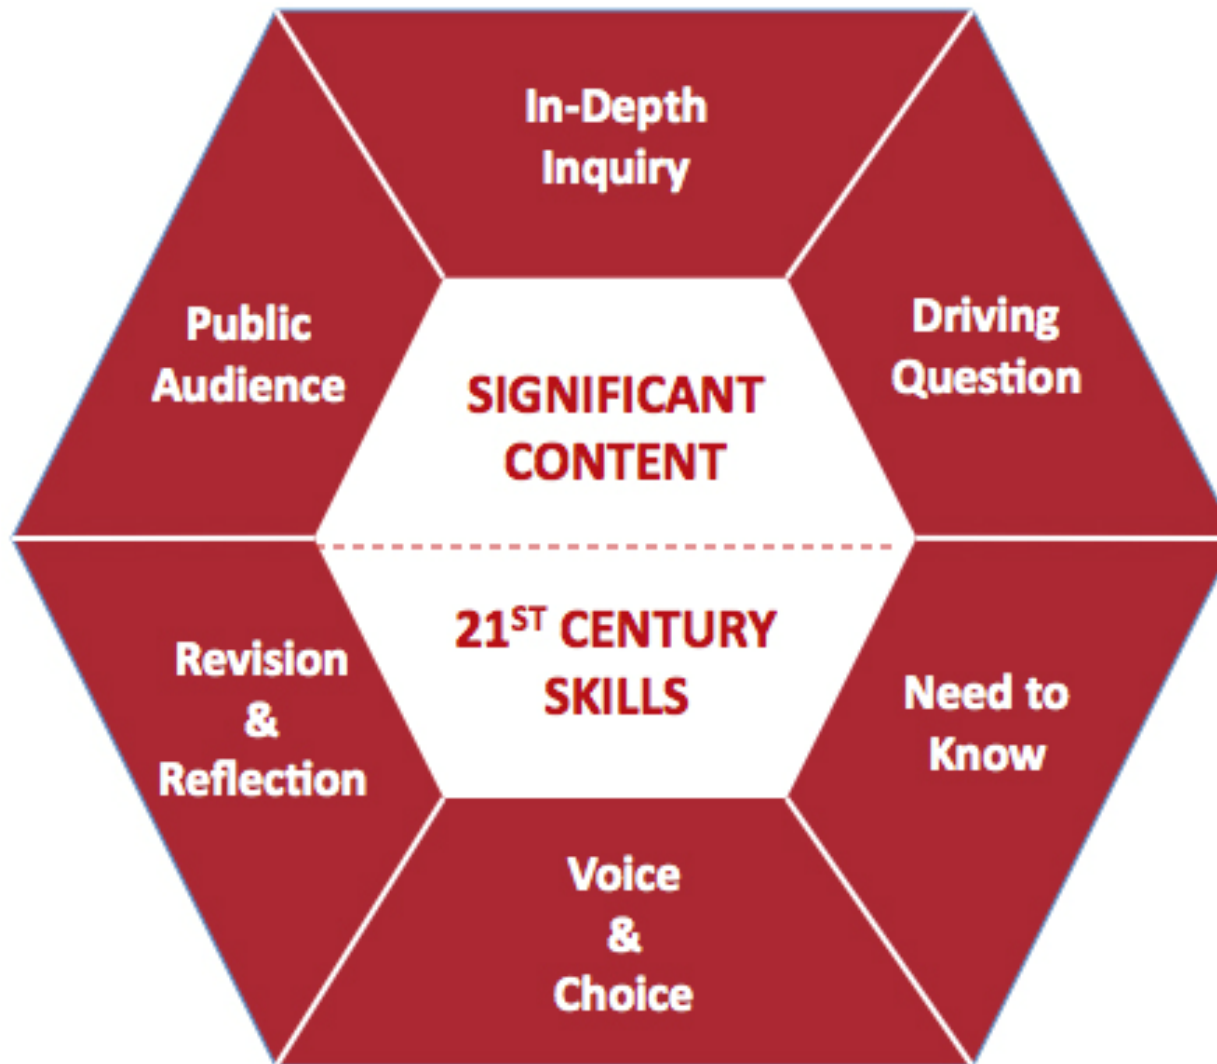 In-Depth
Inquiry
Driving
Question
Need to
Know
Voice
&
Choice
Revision
&
Reflection
Public
Audience
SIGNIFICANT
CONTENT
21ST CENTURY
SKILLS